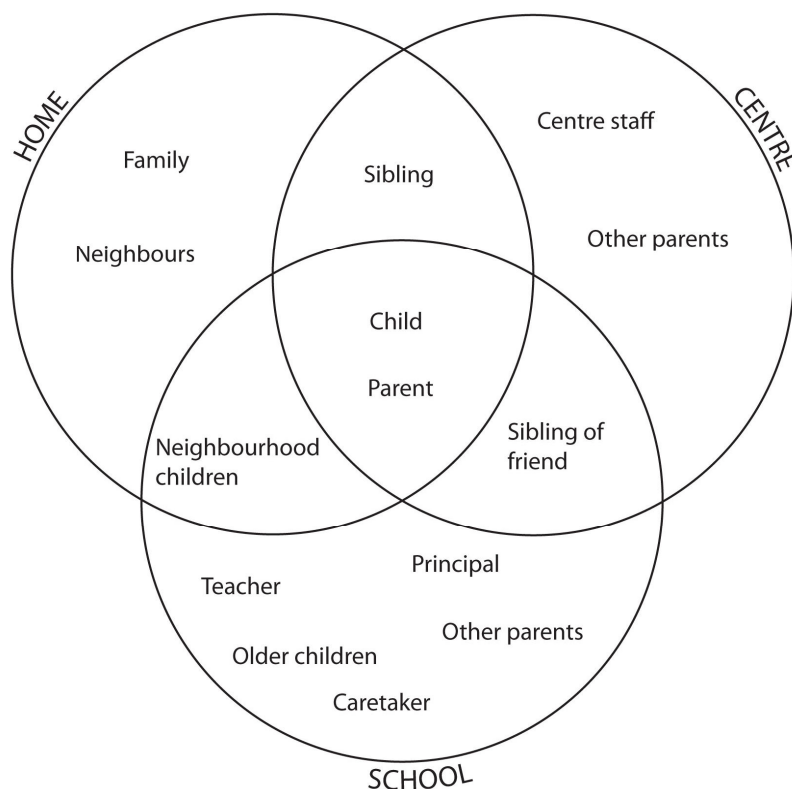 HOME
CENTRE
Centre staff
Family
Sibling
Other parents
Neighbours
Child
Parent
Neighbourhood
children
Sibling of
friend
Principal
Teacher
Other parents
Older children
Caretaker
SCHOOL